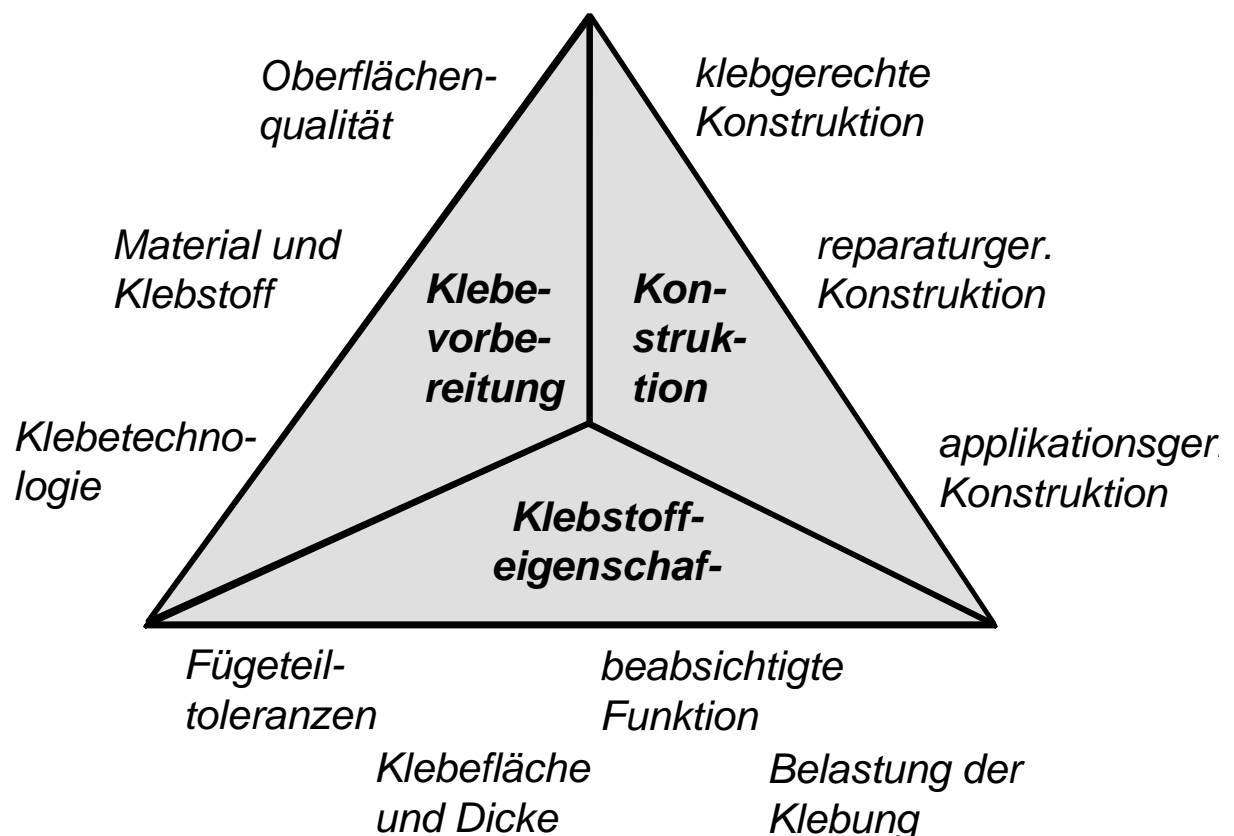 Oberflächen-
qualität
klebgerechte
Konstruktion
Material und
Klebstoff
reparaturger.
Konstruktion
Klebe-
vorbe-
reitung
Kon-
struk-
tion
Klebetechno-
logie
applikationsger.
Konstruktion
Klebstoff-
eigenschaf-
Fügeteil-
toleranzen
beabsichtigte
Funktion
Klebefläche
und Dicke
Belastung der
Klebung